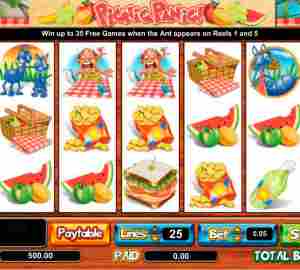 Picnic Panic!
Win up to 35 Free Games when the Ant appears on Reels 1 and 5
Paytable
Lines
25
Bet
0.05
S
500.00
PAID
0.00
TOTAL B